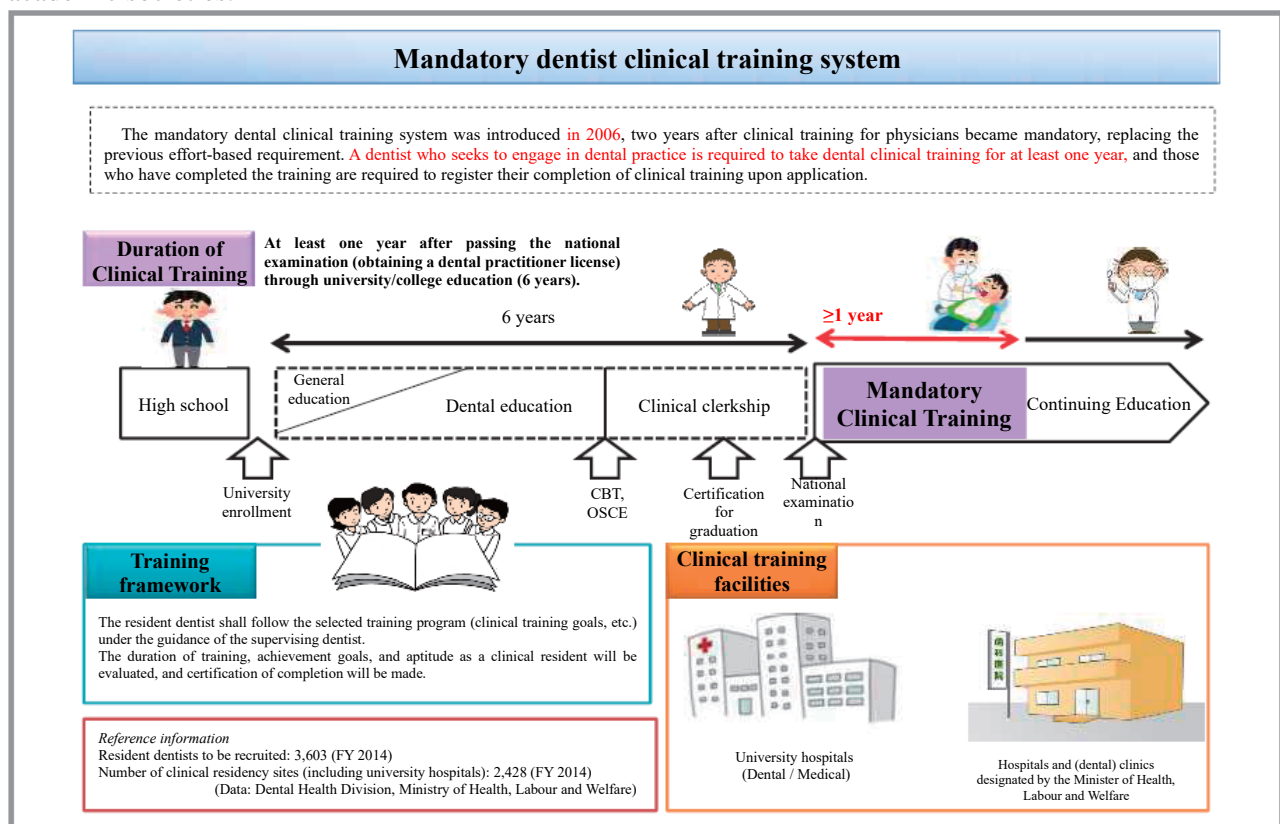 Mandatory dentist clinical training system
The mandatory dental clinical training system was introduced in 2006, two years after clinical training for physicians became mandatory, replacing the
previous effort-based requirement. A dentist who seeks to engage in dental practice is required to take dental clinical training for at least one year, and those
who have completed the training are required to register their completion of clinical training upon application.
Duration of
Clinical Training
At least one year after passing the national
examination (obtaining a dental practitioner license)
through university/college education (6 years).
6 years
≥1 year
High school
General
education
Dental education
Clinical clerkship
Mandatory
Clinical Training
Continuing Education
University
enrollment
CBT,
OSCE
Certification
for
graduation
National
examinatio
n
Training
framework
The resident dentist shall follow the selected training program (clinical training goals, etc.)
under the guidance of the supervising dentist.
The duration of training, achievement goals, and aptitude as a clinical resident will be
evaluated, and certification of completion will be made.
Reference information
Resident dentists to be recruited: 3,603 (FY 2014)
Number of clinical residency sites (including university hospitals): 2,428 (FY 2014)
(Data: Dental Health Division, Ministry of Health, Labour and Welfare)
Clinical training
facilities
歯科医院
University hospitals
(Dental / Medical)
Hospitals and (dental) clinics
designated by the Minister of Health,
Labour and Welfare